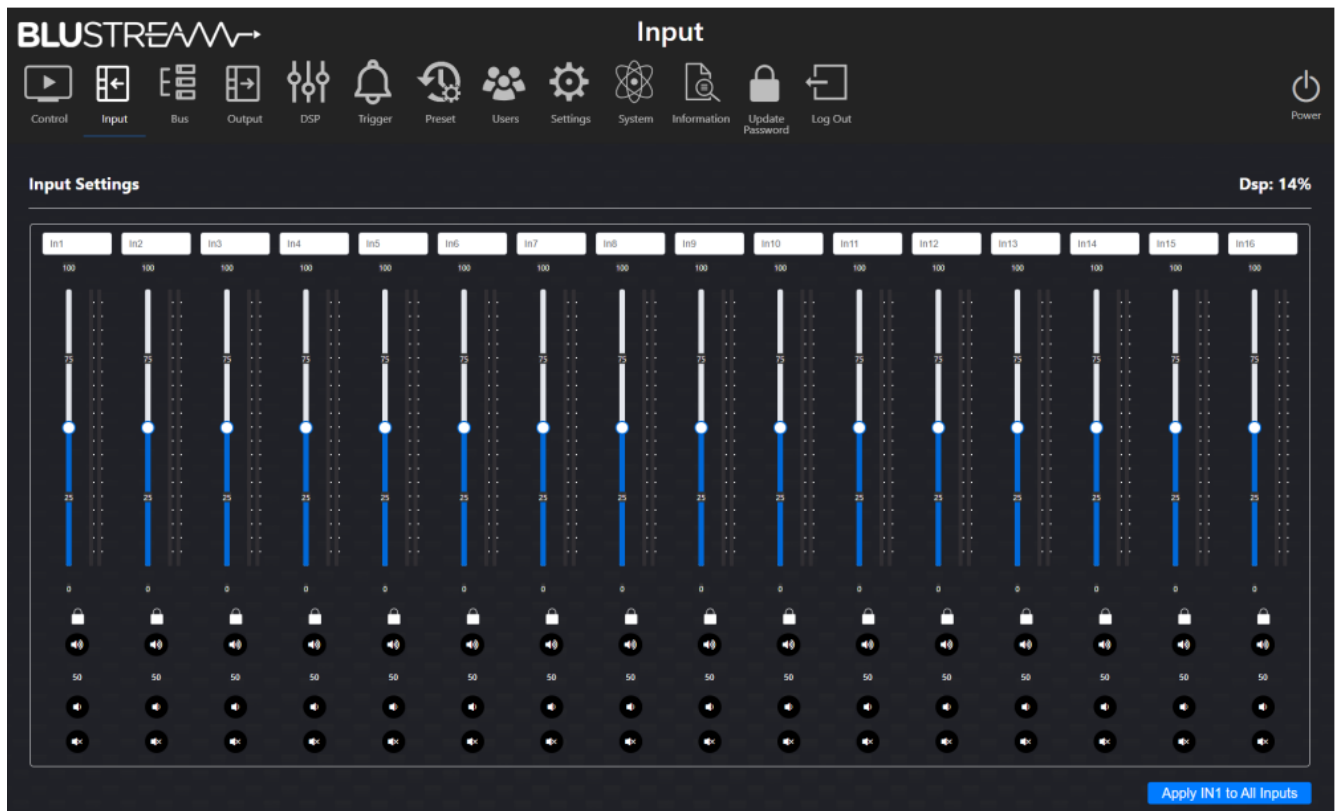 BLUSTREAM
Input
Control Input Bus Output DSP Trigger Preset Users Settings System Information Update Password Log Out Power
Input Settings Dsp: 14%
In1 In2 In3 In4 In5 In6 In7 In8 In9 In10 In11 In12 In13 In14 In15 In16
100 100 100 100 100 100 100 100 100 100 100 100 100 100 100 100
75 75 75 75 75 75 75 75 75 75 75 75 75 75 75 75
25 25 25 25 25 25 25 25 25 25 25 25 25 25 25 25
0 0 0 0 0 0 0 0 0 0 0 0 0 0 0 0
50 50 50 50 50 50 50 50 50 50 50 50 50 50 50 50
Apply IN1 to All Inputs